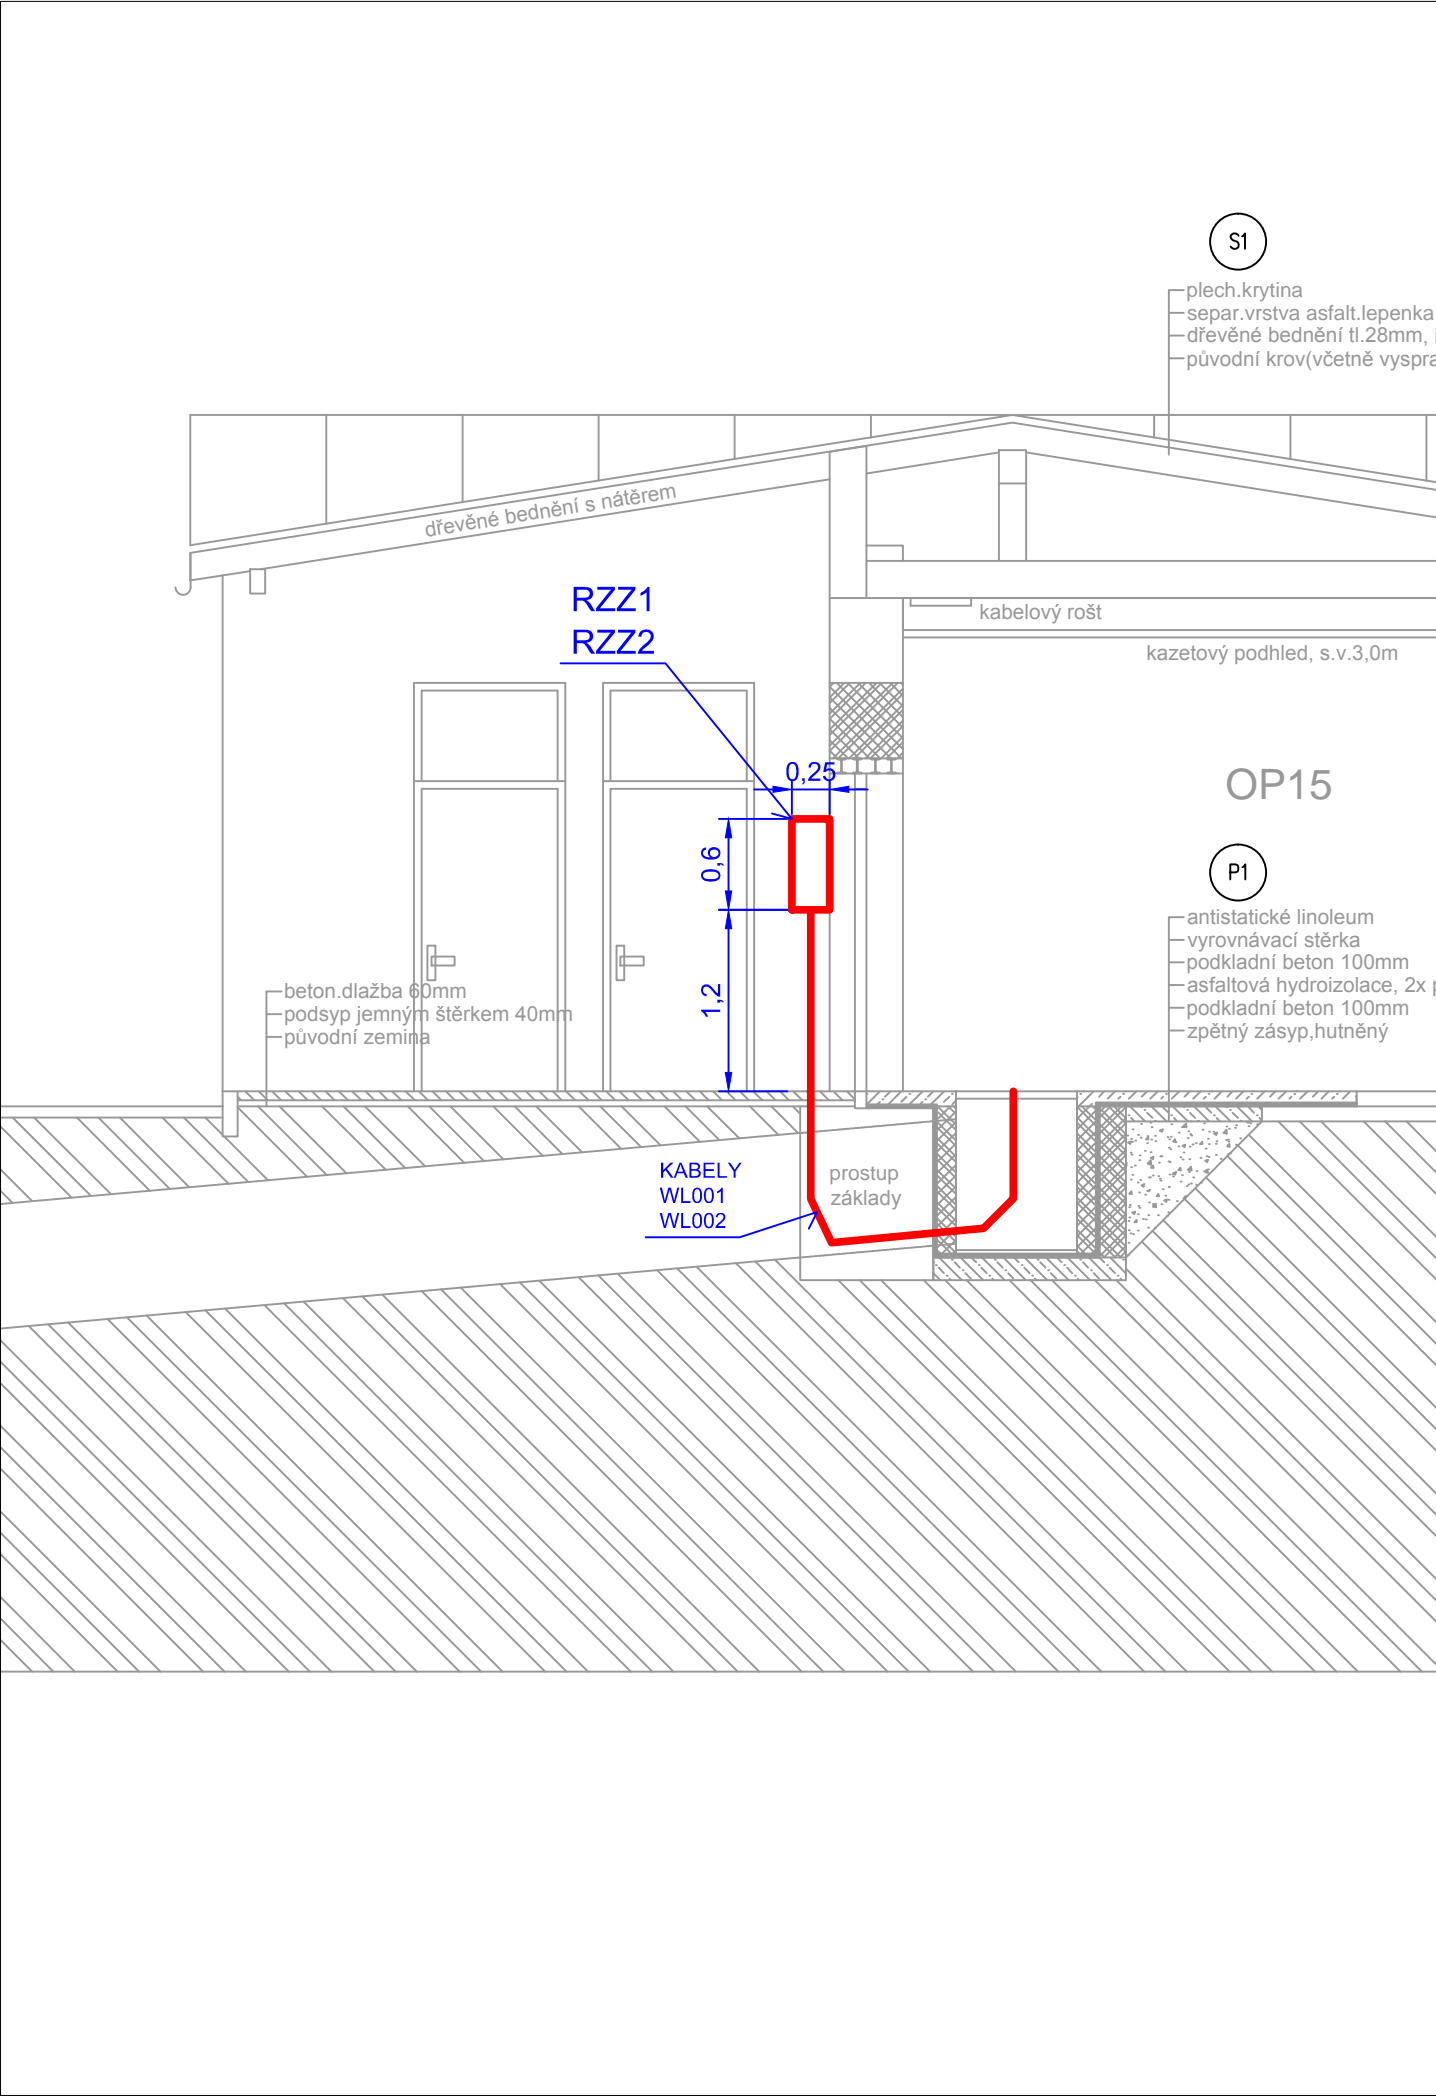 S1
plech.krytina
separ.vrstva asfalt.lepenka
dřevěné bednění tl.28mm,
původní krov(včetně vyspra
dřevěné bednění s nátěrem
RZZ1
RZZ2
kabelový rošt
kazetový podhled, s.v.3,0m
0,25
OP15
0,6
P1
antistatické linoleum
vyrovnávací stěrka
podkladní beton 100mm
asfaltová hydroizolace, 2x p
podkladní beton 100mm
zpětný zásyp,hutněný
1,2
beton.dlažba 60mm
podsyp jemným štěrkem 40mm
původní zemina
KABELY
WL001
WL002
prostup
základy